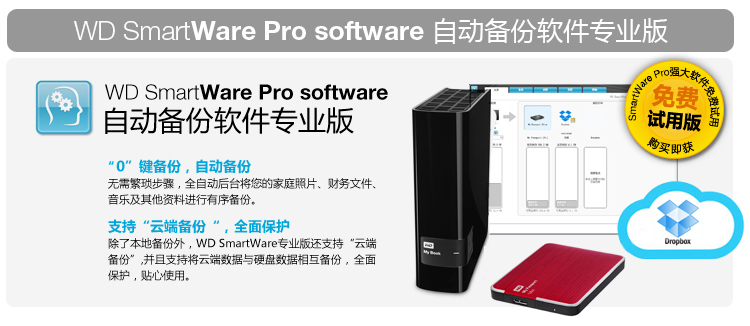 WD SmartWare Pro software 自动备份软件专业版
WD SmartWare Pro software
自动备份软件专业版
“0”键备份，自动备份
无需繁琐步骤，全自动后台将您的家庭照片、财务文件、
音乐及其他资料进行有序备份。
支持“云端备份“，全面保护
除了本地备份外，WD SmartWare专业版还支持“云端
备份”,并且支持将云端数据与硬盘数据相互备份，全面
保护，贴心使用。
SmartWare Pro强大软件免费试用
免费
试用版
购买即获
Dropbox
WD
My Book
WD